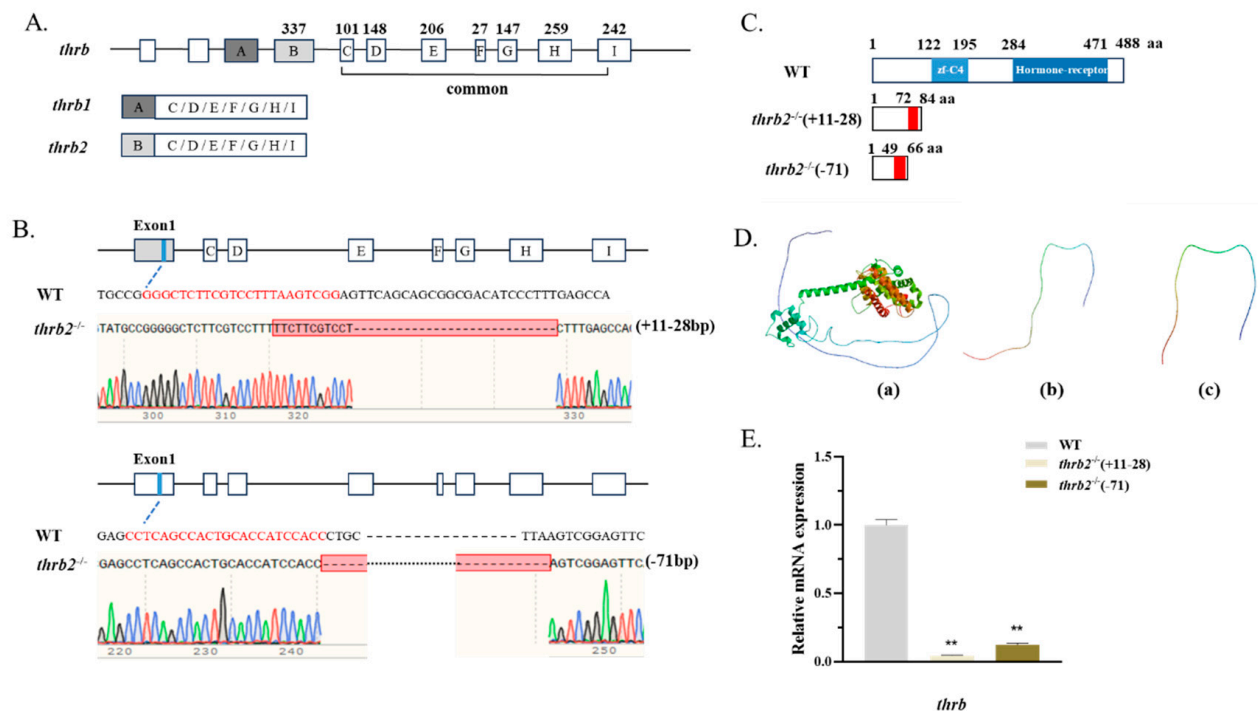 A.
337 101 148 206 27 147 259 242
thrb A B C D E F G H I
common
thrb1 A C/D/E/F/G/H/I
thrb2 B C/D/E/F/G/H/I
B.
Exon1
C D E F G H I
WT TGCCGGGGCTCTTCGTCCTTTAAGTCGGAGTTCAGCAGCGGCGACATCCCTTTGAGCCA
thrb2-/- GTATGCCGGGGGCTCTTCGTCCTTTTTCTTCGTCCT----------------------------CTTTGAGCCAC (+11-28bp)
300 310 320 330
Exon1
WT GAGCCTCAGCCACTGCACCATCCACCCTGC --------------- TTAAGTCGGAGTTC
thrb2-/- GAGCCTCAGCCACTGCACCATCCACC -----..............---------- AGTCGGAGTTC (-71bp)
220 230 240 250
C.
1 122 195 284 471 488 aa
WT zf-C4 Hormone-receptor
1 72 84 aa
thrb2-/-(+11-28)
1 49 66 aa
thrb2-/-(-71)
D.
(a) (b) (c)
E.
WT
thrb2-/-(+11-28)
thrb2-/-(-71)
Relative mRNA expression
1.5
1.0
0.5
0.0
** **
thrb